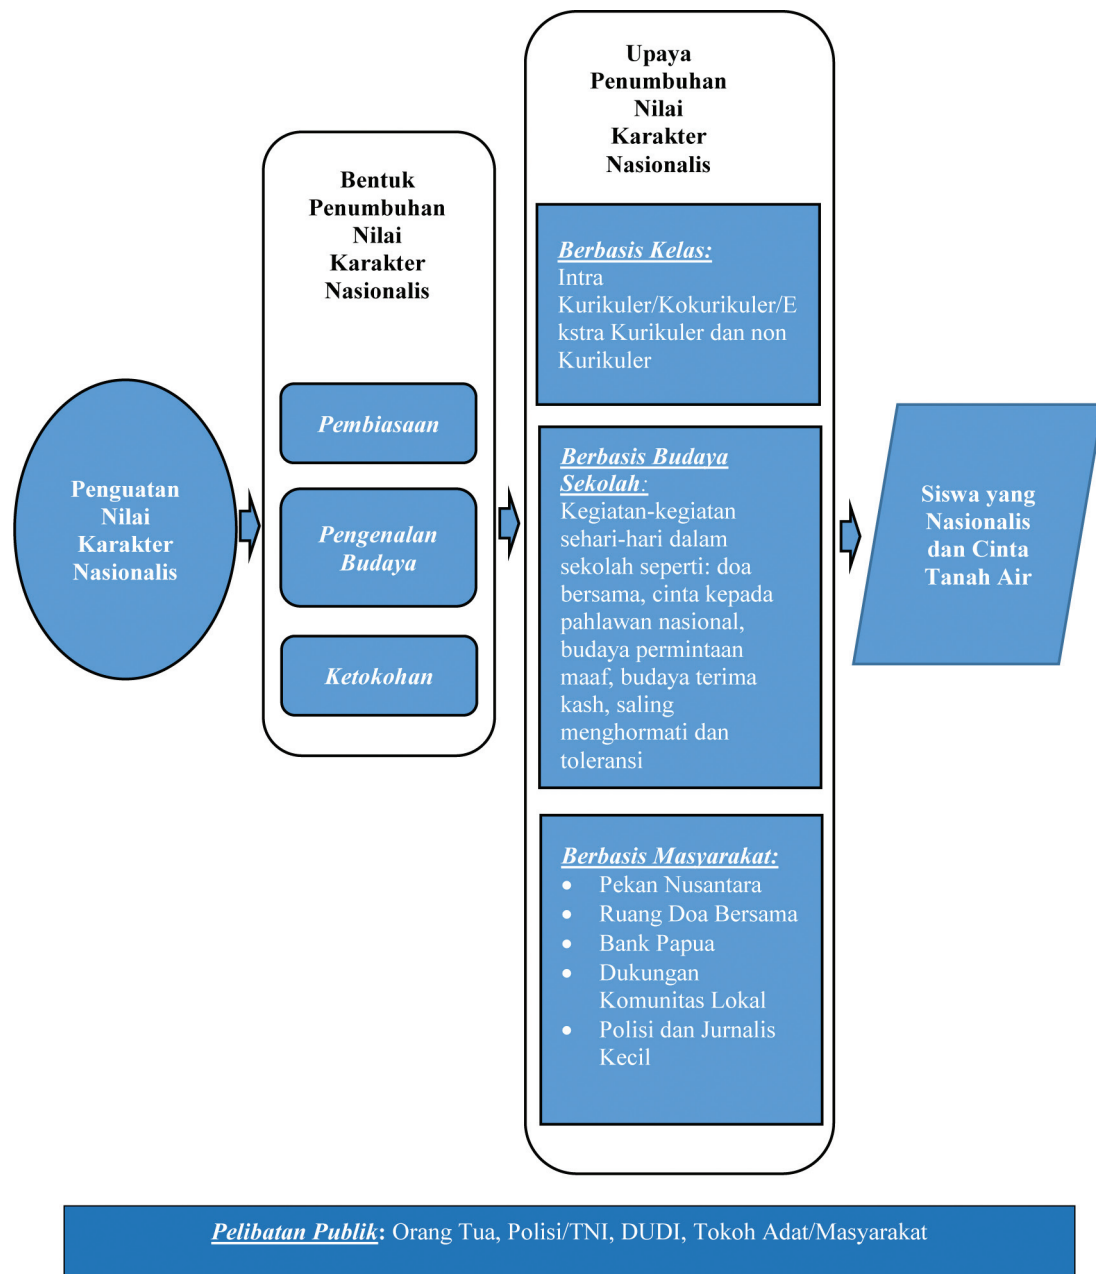 Penguatan
Nilai
Karakter
Nasionalis
Bentuk
Penumbuhan
Nilai
Karakter
Nasionalis
Pembiasaan
Pengenalan
Budaya
Ketokohan
Upaya
Penumbuhan
Nilai
Karakter
Nasionalis
Berbasis Kelas:
Intra
Kurikuler/Kokurikuler/E
kstra Kurikuler dan non
Kurikuler
Berbasis Budaya
Sekolah:
Kegiatan-kegiatan
sehari-hari dalam
sekolah seperti: doa
bersama, cinta kepada
pahlawan nasional,
budaya permintaan
maaf, budaya terima
kash, saling
menghormati dan
toleransi
Berbasis Masyarakat:
• Pekan Nusantara
• Ruang Doa Bersama
• Bank Papua
• Dukungan
Komunitas Lokal
• Polisi dan Jurnalis
Kecil
Siswa yang
Nasionalis
dan Cinta
Tanah Air
Pelibatan Publik: Orang Tua, Polisi/TNI, DUDI, Tokoh Adat/Masyarakat